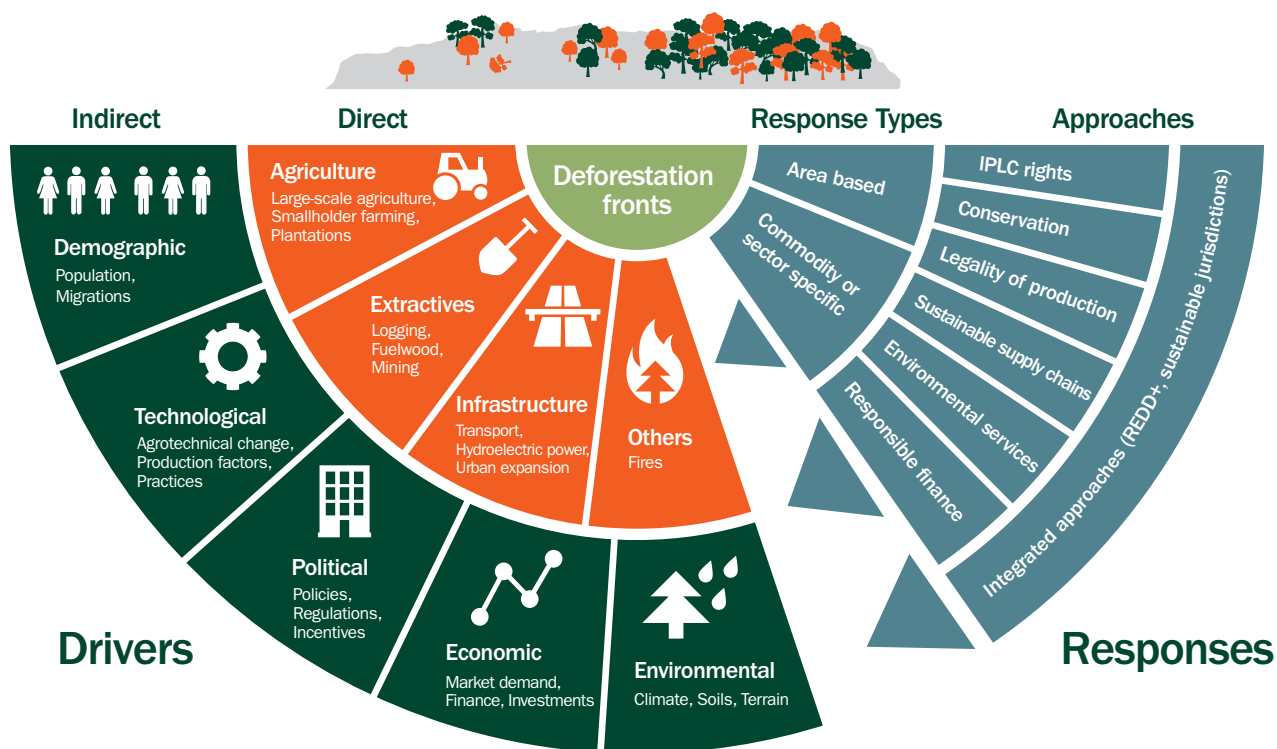 Indirect
Direct
Response Types
Approaches
Demographic
Population,
Migrations
Technological
Agrotechnical change,
Production factors,
Practices
Political
Policies,
Regulations,
Incentives
Economic
Market demand,
Finance, Investments
Environmental
Climate, Soils, Terrain
Agriculture
Large-scale agriculture,
Smallholder farming,
Plantations
Extractives
Logging,
Fuelwood,
Mining
Infrastructure
Transport,
Hydroelectric power,
Urban expansion
Others
Fires
Deforestation
fronts
Area based
Commodity or
sector specific
IPLC rights
Conservation
Legality of production
Sustainable supply chains
Environmental services
Responsible finance
Integrated approaches (REDD+, sustainable jurisdictions)
Drivers
Responses